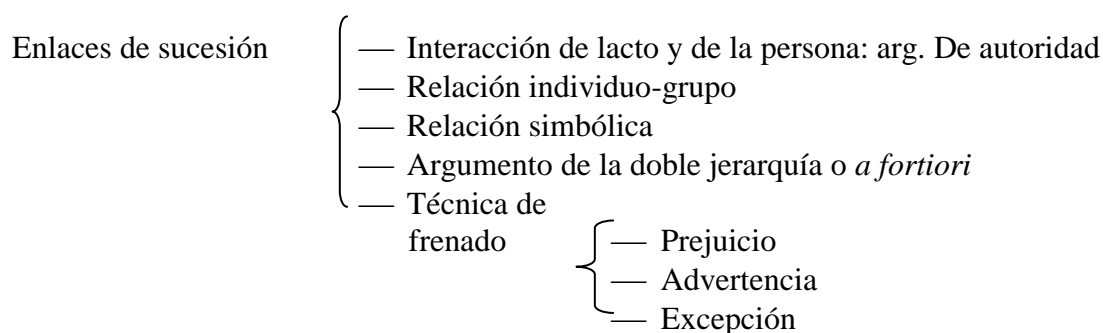 Enlaces de sucesión — Interacción de lacto y de la persona: arg. De autoridad
— Relación individuo-grupo
— Relación simbólica
— Argumento de la doble jerarquía o a fortiori
— Técnica de
frenado — Prejuicio
— Advertencia
— Excepción